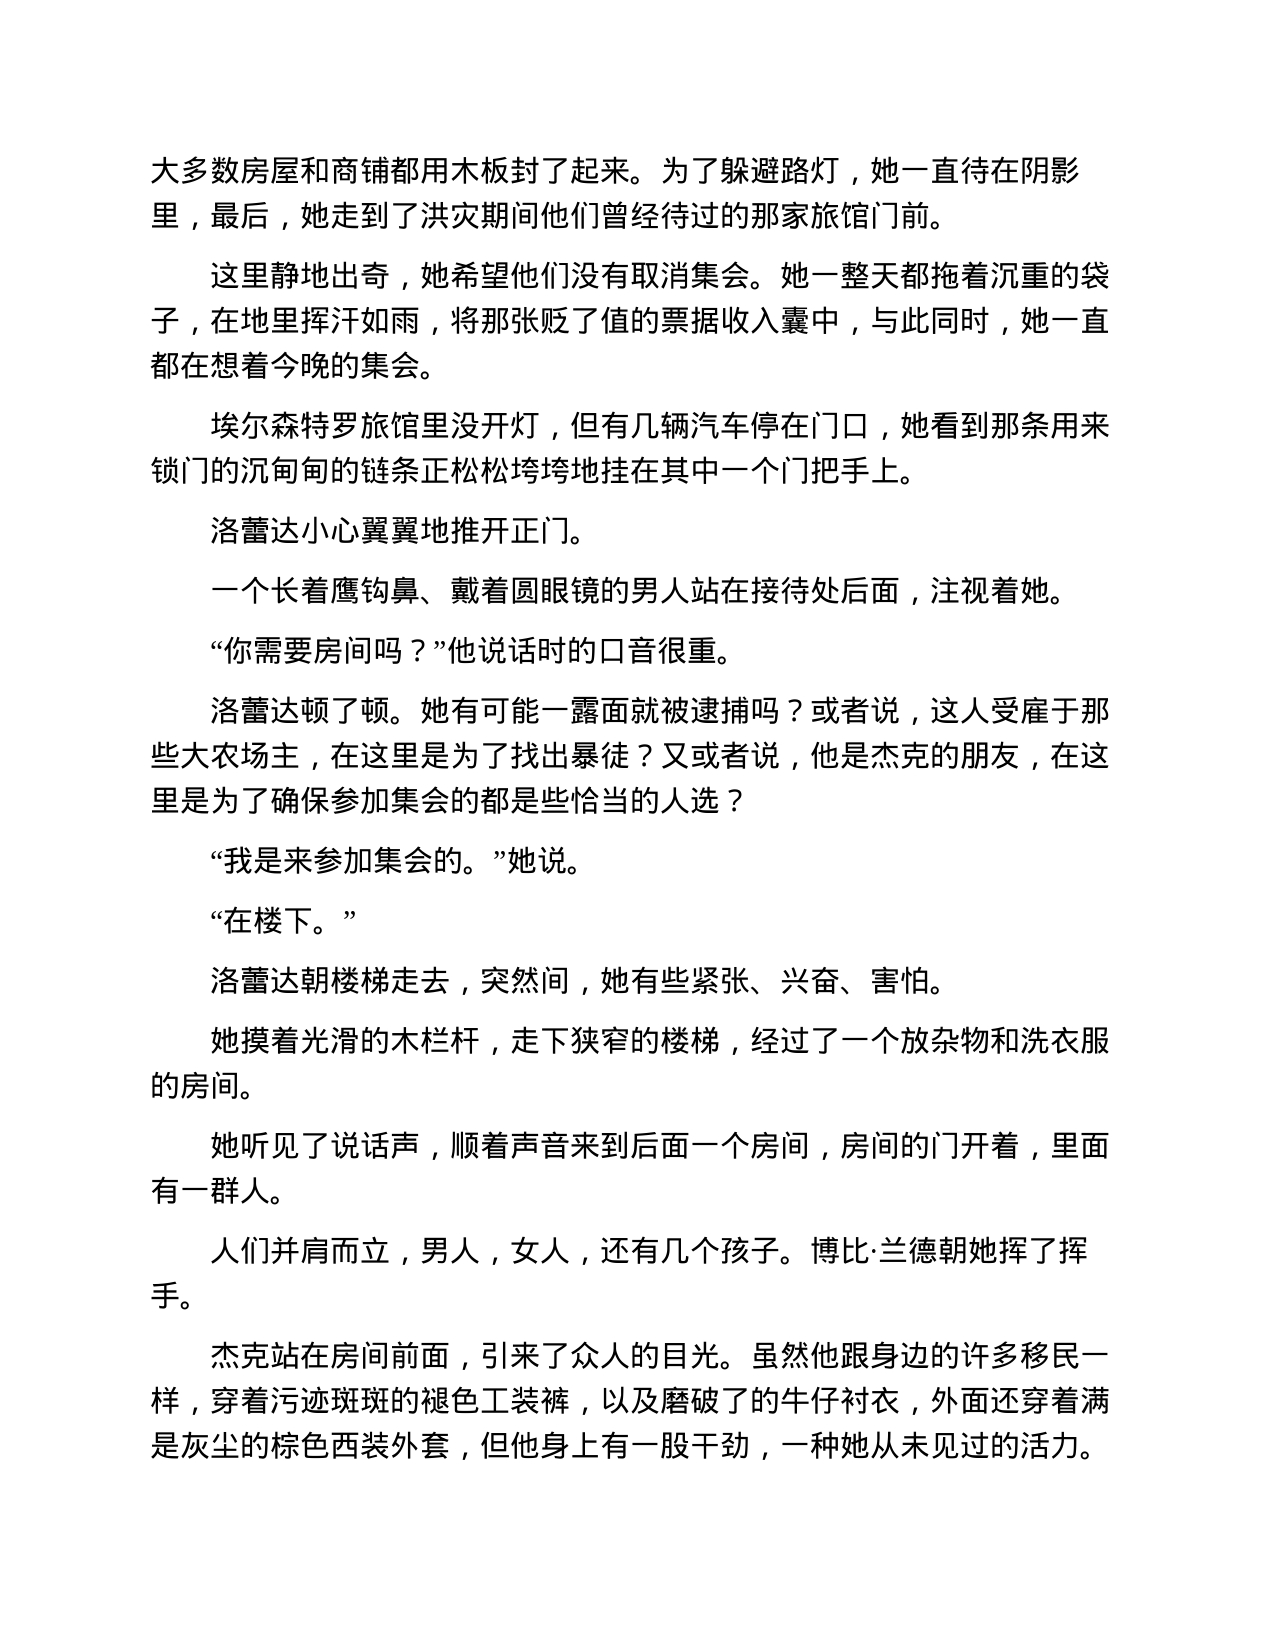 大多数房屋和商铺都用木板封了起来。为了躲避路灯，她一直待在阴影
里，最后，她走到了洪灾期间他们曾经待过的那家旅馆门前。
这里静地出奇，她希望他们没有取消集会。她一整天都拖着沉重的袋
子，在地里挥汗如雨，将那张贬了值的票据收入囊中，与此同时，她一直
都在想着今晚的集会。
埃尔森特罗旅馆里没开灯，但有几辆汽车停在门口，她看到那条用来
锁门的沉甸甸的链条正松松垮垮地挂在其中一个门把手上。
洛蕾达小心翼翼地推开正门。
一个长着鹰钩鼻、戴着圆眼镜的男人站在接待处后面，注视着她。
“你需要房间吗？”他说话时的口音很重。
洛蕾达顿了顿。她有可能一露面就被逮捕吗？或者说，这人受雇于那
些大农场主，在这里是为了找出暴徒？又或者说，他是杰克的朋友，在这
里是为了确保参加集会的都是些恰当的人选？
“我是来参加集会的。”她说。
“在楼下。”
洛蕾达朝楼梯走去，突然间，她有些紧张、兴奋、害怕。
她摸着光滑的木栏杆，走下狭窄的楼梯，经过了一个放杂物和洗衣服
的房间。
她听见了说话声，顺着声音来到后面一个房间，房间的门开着，里面
有一群人。
人们并肩而立，男人，女人，还有几个孩子。博比·兰德朝她挥了挥
手。
杰克站在房间前面，引来了众人的目光。虽然他跟身边的许多移民一
样，穿着污迹斑斑的褪色工装裤，以及磨破了的牛仔衬衣，外面还穿着满
是灰尘的棕色西装外套，但他身上有一股干劲，一种她从未见过的活力。